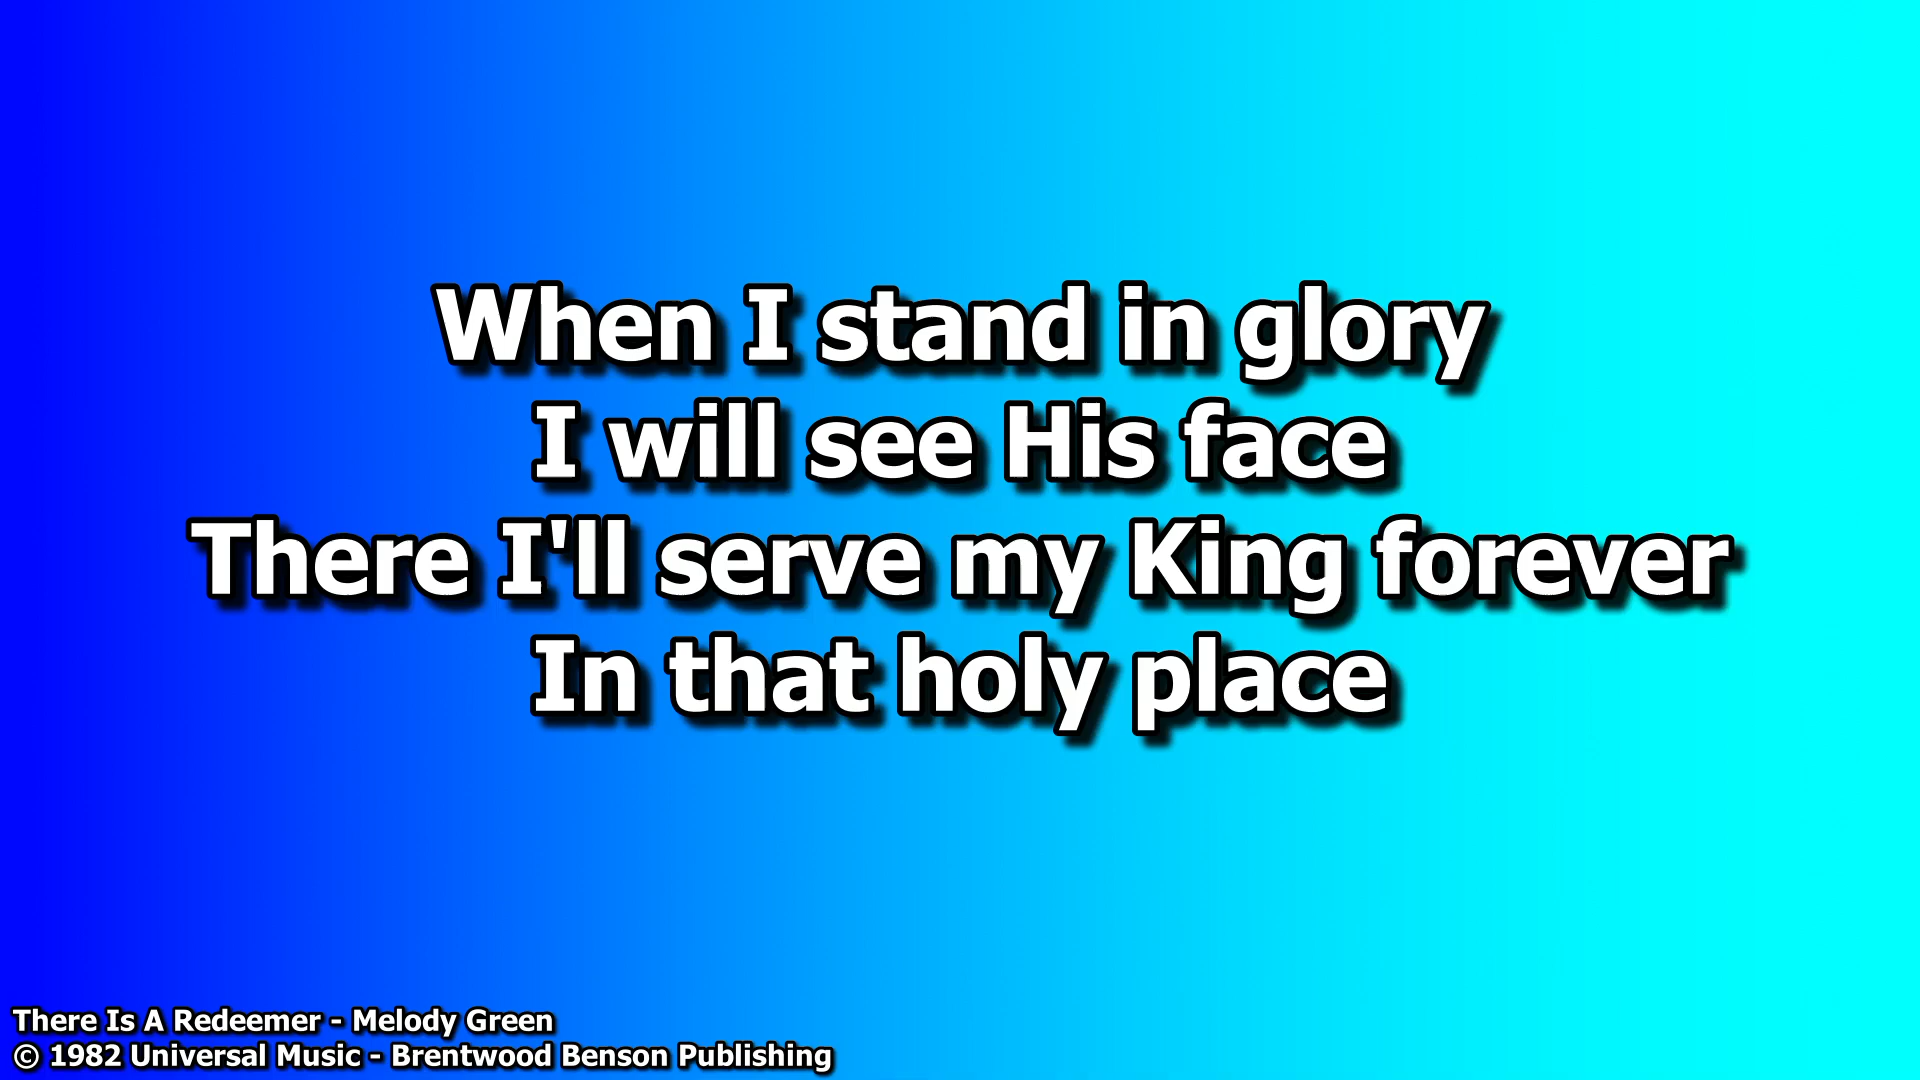 When I stand in glory
I will see His face
There I'll serve my King forever
In that holy place
There Is A Redeemer - Melody Green
© 1982 Universal Music - Brentwood Benson Publishing